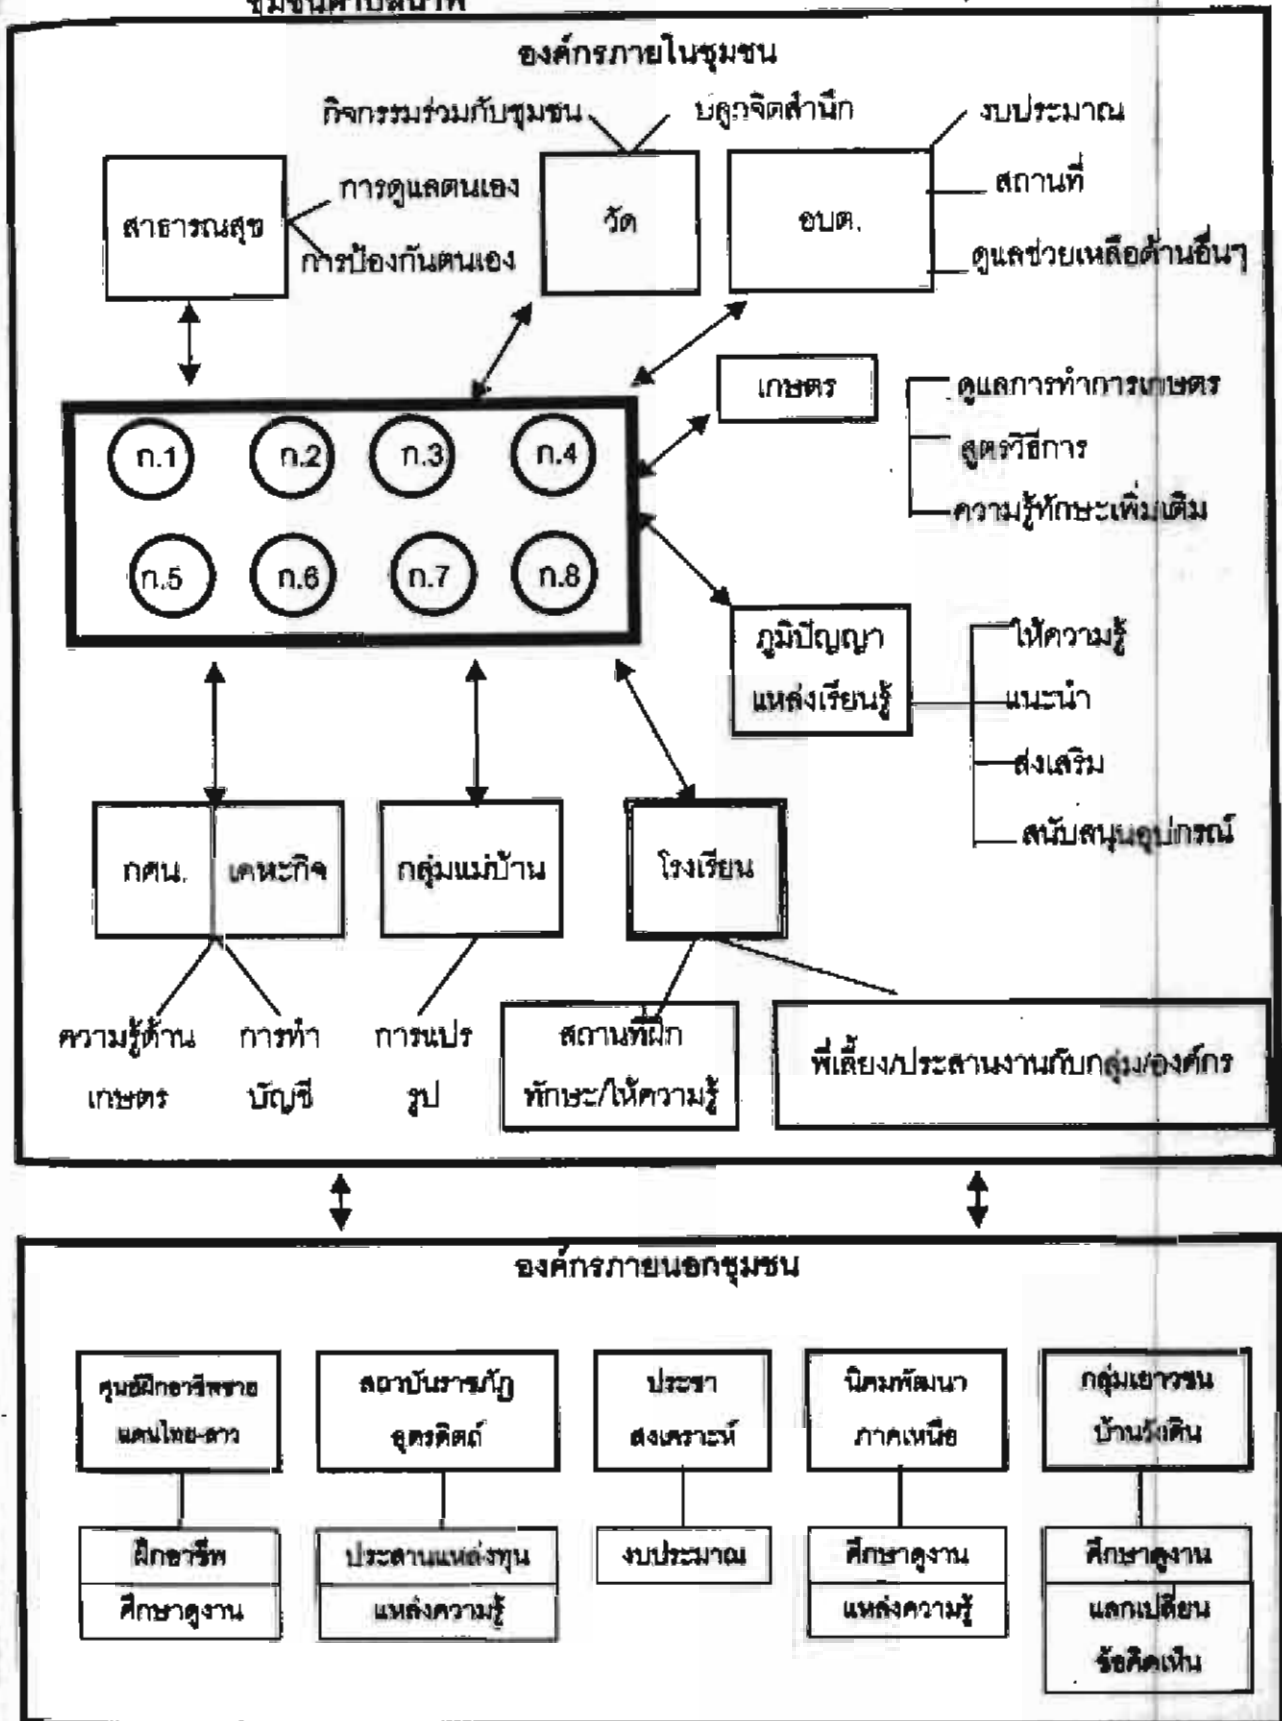 องค์กรภายในชุมชน
กิจกรรมร่วมกับชุมชน
ปลูกจิตสำนึก
งบประมาณ
สาธารณสุข
การดูแลตนเอง
การป้องกันตนเอง
วัด
อบต.
สถานที่
ดูแลช่วยเหลือด้านอื่นๆ
เกษตร
ดูแลการทำการเกษตร
สูตรวิธีการ
ความรู้ทักษะเพิ่มเติม
ก.1
ก.2
ก.3
ก.4
ก.5
ก.6
ก.7
ก.8
ภูมิปัญญา
แหล่งเรียนรู้
ให้ความรู้
แนะนำ
ส่งเสริม
สนับสนุนอุปกรณ์
กศน.
เคหะกิจ
กลุ่มแม่บ้าน
โรงเรียน
ความรู้ด้าน
เกษตร
การทำ
บัญชี
การแปร
รูป
สถานที่ฝึก
ทักษะ/ให้ความรู้
พี่เลี้ยง/ประสานงานกับกลุ่ม/องค์กร
องค์กรภายนอกชุมชน
ศูนย์ฝึกอาชีพชาย
แดนไทย-ลาว
สถาบันราชภัฏ
อุตรดิตถ์
ประชา
สงเคราะห์
นิคมพัฒนา
ภาคเหนือ
กลุ่มเยาวชน
บ้านวังดิน
ฝึกอาชีพ
ศึกษาดูงาน
ประสานแหล่งทุน
แหล่งความรู้
งบประมาณ
ศึกษาดูงาน
แหล่งความรู้
ศึกษาดูงาน
แลกเปลี่ยน
ข้อคิดเห็น